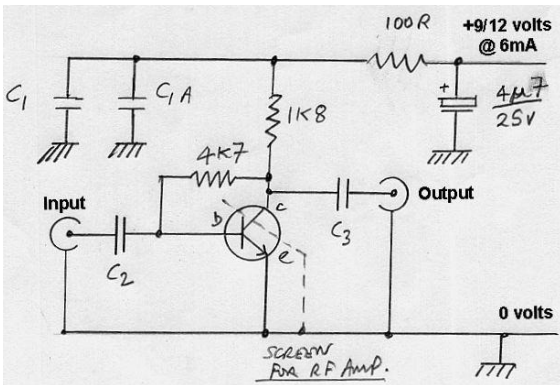 100R
+9/12 volts
@ 6mA
C1
C1A
+
4µ7
25V
1K8
4K7
Input
b
c
e
C2
C3
Output
0 volts
SCREEN
FOR RF AMP.